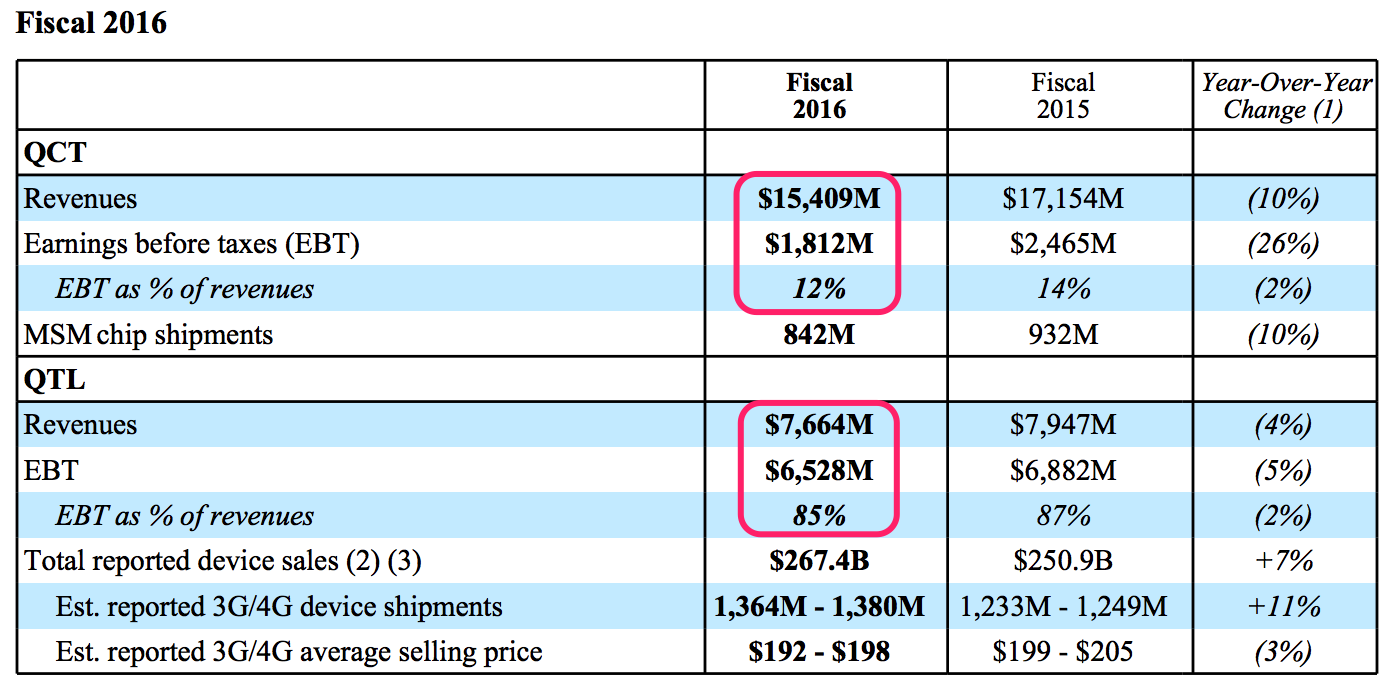 Fiscal 2016
Fiscal 2016 Fiscal 2015 Year-Over-Year Change (1)
QCT
Revenues $15,409M $17,154M (10%)
Earnings before taxes (EBT) $1,812M $2,465M (26%)
EBT as % of revenues 12% 14% (2%)
MSM chip shipments 842M 932M (10%)
QTL
Revenues $7,664M $7,947M (4%)
EBT $6,528M $6,882M (5%)
EBT as % of revenues 85% 87% (2%)
Total reported device sales (2) (3) $267.4B $250.9B +7%
Est. reported 3G/4G device shipments 1,364M - 1,380M 1,233M - 1,249M +11%
Est. reported 3G/4G average selling price $192 - $198 $199 - $205 (3%)